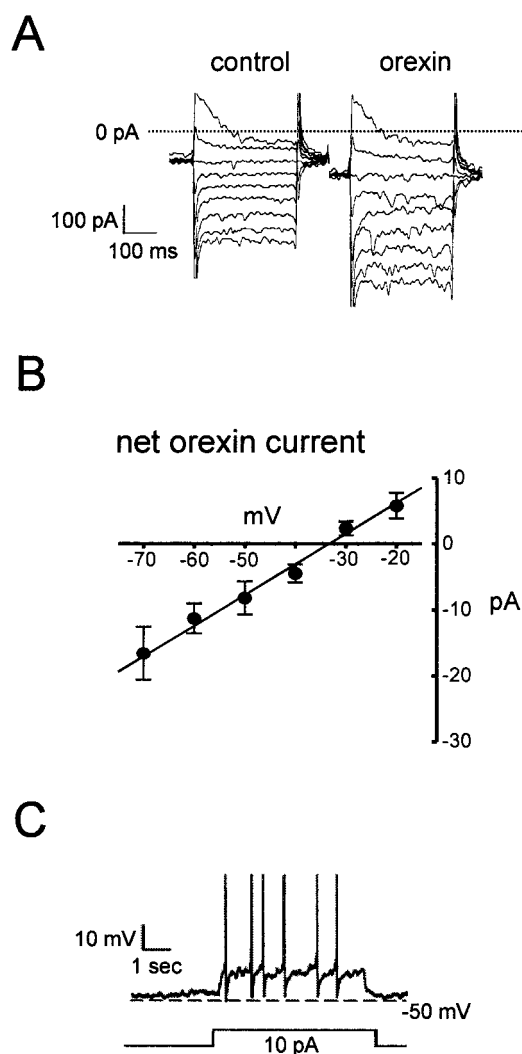 A
control orexin
0 pA
100 pA
100 ms
B
net orexin current
mV
10
0
-10
-20
-30
pA
-70 -60 -50 -40 -30 -20
C
10 mV
1 sec
-50 mV
10 pA